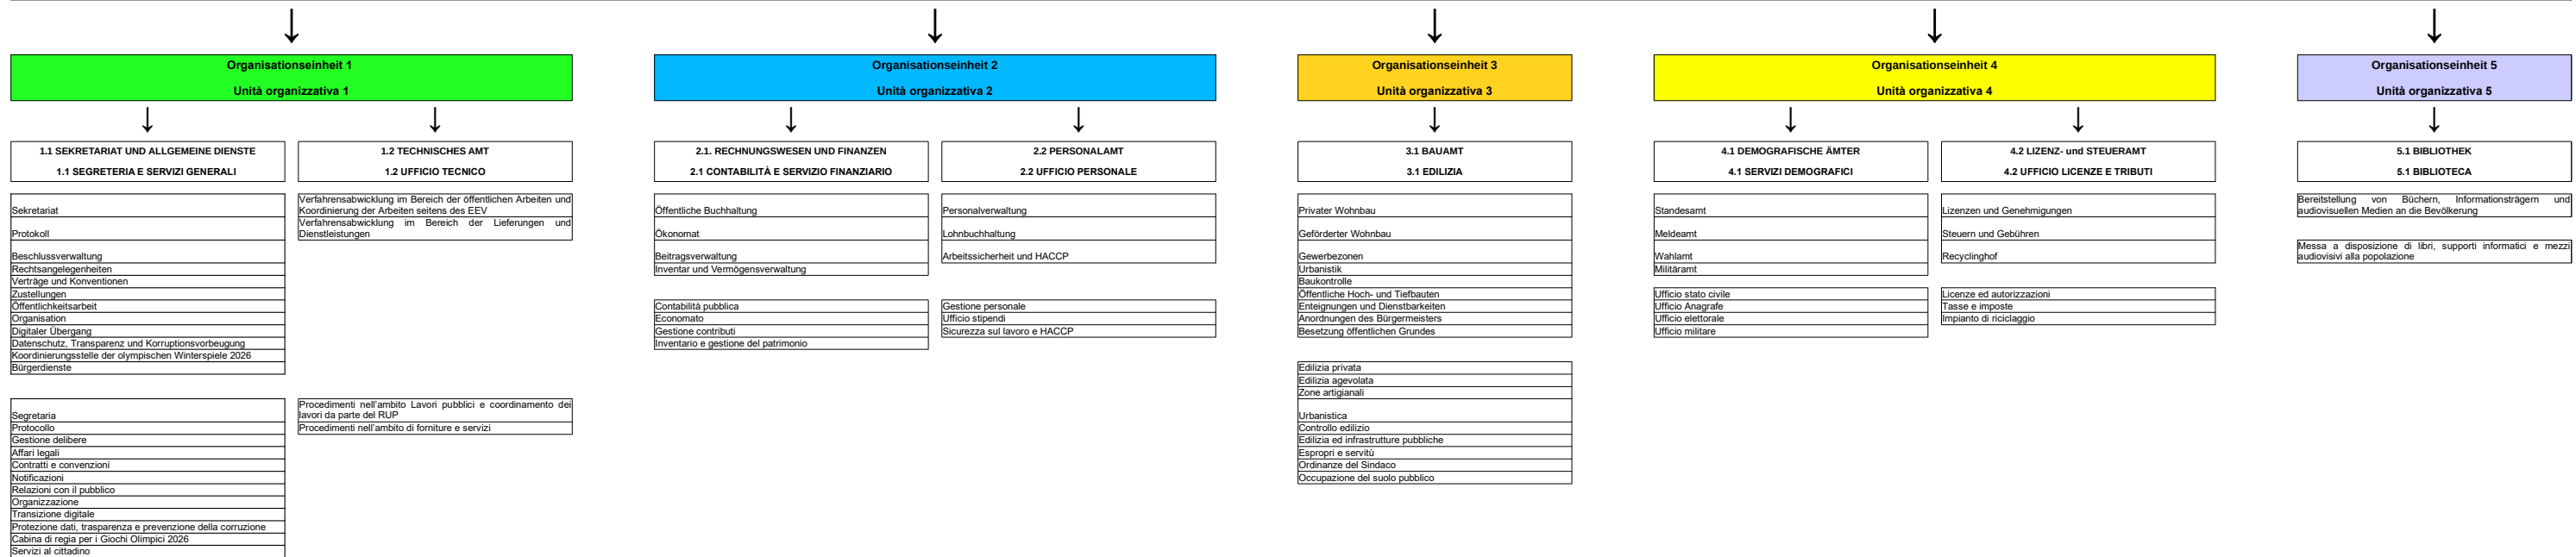 Organisationseinheit 1
Unità organizzativa 1
1.1 SEKRETARIAT UND ALLGEMEINE DIENSTE
1.1 SEGRETERIA E SERVIZI GENERALI
Sekretariat
Protokoll
Beschlussverwaltung
Rechtsangelegenheiten
Verträge und Konventionen
Zustellungen
Öffentlichkeitsarbeit
Organisation
Digitaler Übergang
Datenschutz, Transparenz und Korruptionsvorbeugung
Koordinierungsstelle der olympischen Winterspiele 2026
Bürgerdienste
Segretaria
Protocollo
Gestione delibere
Affari legali
Contratti e convenzioni
Notificazioni
Relazioni con il pubblico
Organizzazione
Transizione digitale
Protezione dati, trasparenza e prevenzione della corruzione
Cabina di regia per i Giochi Olimpici 2026
Servizi al cittadino
1.2 TECHNISCHES AMT
1.2 UFFICIO TECNICO
Verfahrensabwicklung im Bereich der öffentlichen Arbeiten und
Koordinierung der Arbeiten seitens des EEV
Verfahrensabwicklung im Bereich der Lieferungen und
Dienstleistungen
Procedimenti nell'ambito Lavori pubblici e coordinamento dei
lavori da parte del RUP
Procedimenti nell'ambito di forniture e servizi
Organisationseinheit 2
Unità organizzativa 2
2.1. RECHNUNGSWESEN UND FINANZEN
2.1 CONTABILITÀ E SERVIZIO FINANZIARIO
Öffentliche Buchhaltung
Ökonomat
Beitragsverwaltung
Inventar und Vermögensverwaltung
Contabilità pubblica
Economato
Gestione contributi
Inventario e gestione del patrimonio
2.2 PERSONALAMT
2.2 UFFICIO PERSONALE
Personalverwaltung
Lohnbuchhaltung
Arbeitssicherheit und HACCP
Gestione personale
Ufficio stipendi
Sicurezza sul lavoro e HACCP
Organisationseinheit 3
Unità organizzativa 3
3.1 BAUAMT
3.1 EDILIZIA
Privater Wohnbau
Geförderter Wohnbau
Gewerbezonen
Urbanistik
Baukontrolle
Öffentliche Hoch- und Tiefbauten
Enteignungen und Dienstbarkeiten
Anordnungen des Bürgermeisters
Besetzung öffentlichen Grundes
Edilizia privata
Edilizia agevolata
Zone artigianali
Urbanistica
Controllo edilizio
Edilizia ed infrastrutture pubbliche
Espropri e servitù
Ordinanze del Sindaco
Occupazione del suolo pubblico
Organisationseinheit 4
Unità organizzativa 4
4.1 DEMOGRAFISCHE ÄMTER
4.1 SERVIZI DEMOGRAFICI
Standesamt
Meldeamt
Wahlamt
Militäramt
Ufficio stato civile
Ufficio Anagrafe
Ufficio elettorale
Ufficio militare
4.2 LIZENZ- und STEUERAMT
4.2 UFFICIO LICENZE E TRIBUTI
Lizenzen und Genehmigungen
Steuern und Gebühren
Recyclinghof
Licenze ed autorizzazioni
Tasse e imposte
Impianto di riciclaggio
Organisationseinheit 5
Unità organizzativa 5
5.1 BIBLIOTHEK
5.1 BIBLIOTECA
Bereitstellung von Büchern, Informationsträgern und
audiovisuellen Medien an die Bevölkerung
Messa a disposizione di libri, supporti informatici e mezzi
audiovisivi alla popolazione